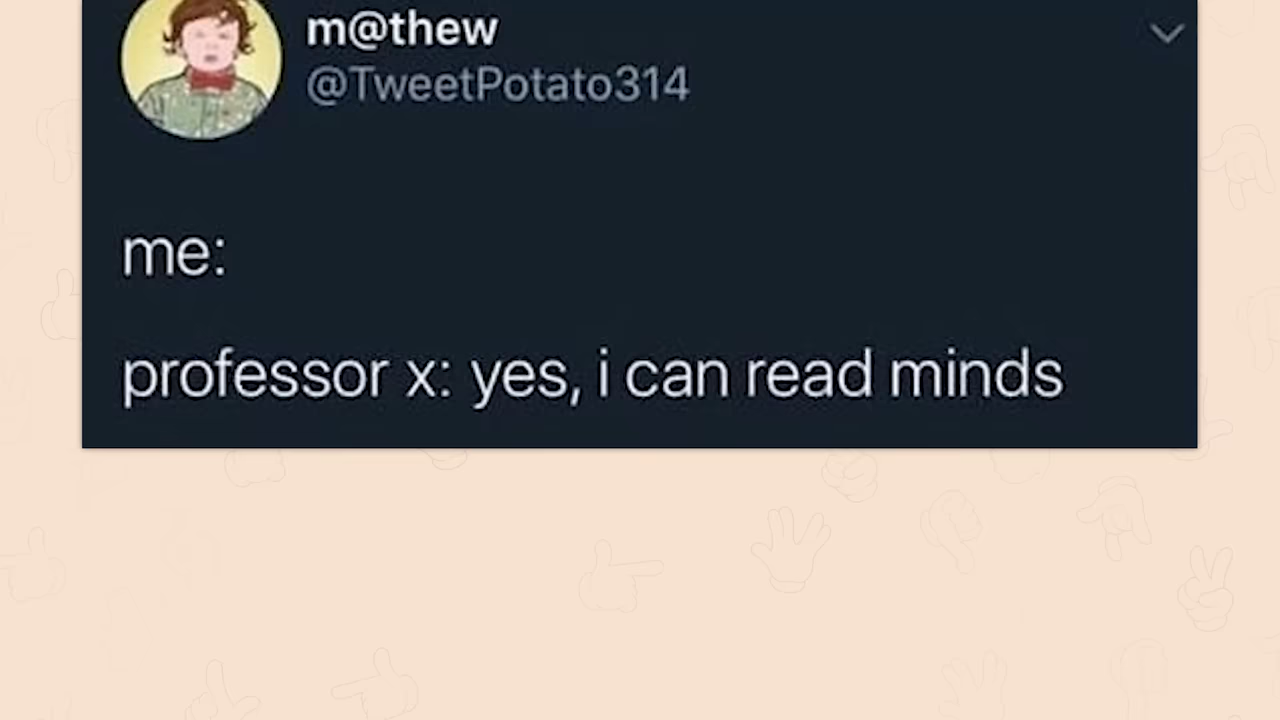 m@thew
@TweetPotato314
me:
professor x: yes, i can read minds